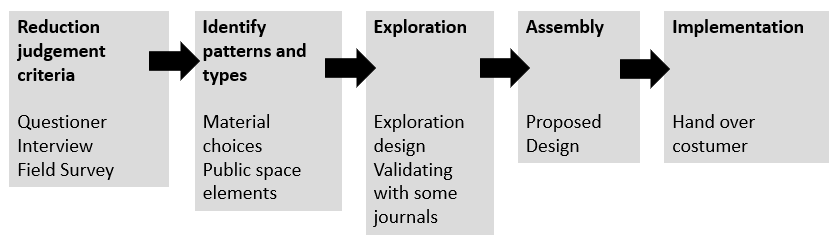 Reduction
judgement
criteria
Questioner
Interview
Field Survey
Identify
patterns and
types
Material
choices
Public space
elements
Exploration
Exploration
design
Validating
with some
journals
Assembly
Proposed
Design
Implementation
Hand over
costumer